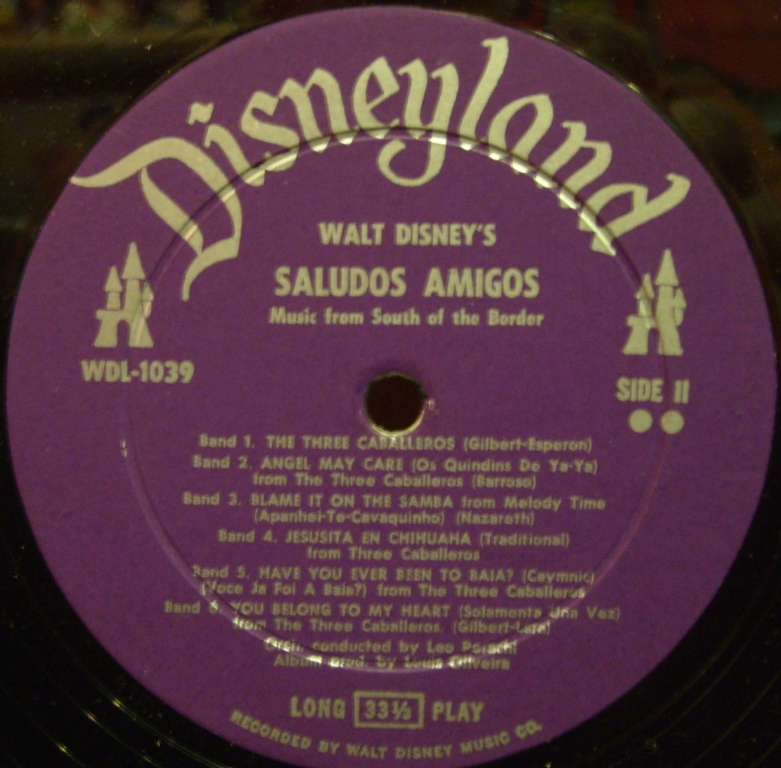 Disneyland
WALT DISNEY'S
SALUDOS AMIGOS
Music from South of the Border
WDL-1039
SIDE II
Band 1. THE THREE CABALLEROS (Gilbert-Esperon)
Band 2. ANGEL MAY CARE (Os Quindins De Ya-Ya)
from The Three Caballeros (Barroso)
Band 3. BLAME IT ON THE SAMBA from Melody Time
(Apanhei-Te-Cavaquinho) (Nazareth)
Band 4. JESUSITA EN CHIHUAHA (Traditional)
from Three Caballeros
Band 5. HAVE YOU EVER BEEN TO BAIA? (Caymnic)
(Voce Ja Foi A Baia?) from The Three Caballeros
Band 6. YOU BELONG TO MY HEART (Solamente Una Vez)
from The Three Caballeros. (Gilbert-Lara)
Orch. conducted by Leo Perachi
Album prod. by Louis Oliveira
LONG 33⅓ PLAY
RECORDED BY WALT DISNEY MUSIC CO.